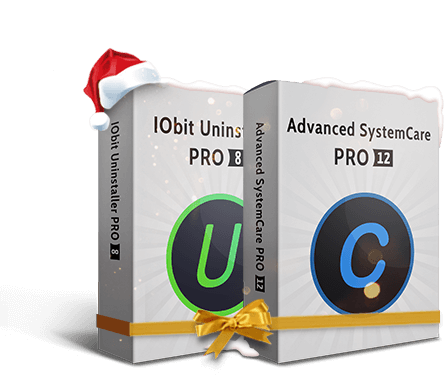 IObit Uninstaller PRO 8
IObit Uninst
PRO 8
U
Advanced SystemCare PRO 12
Advanced SystemCare
PRO 12
C